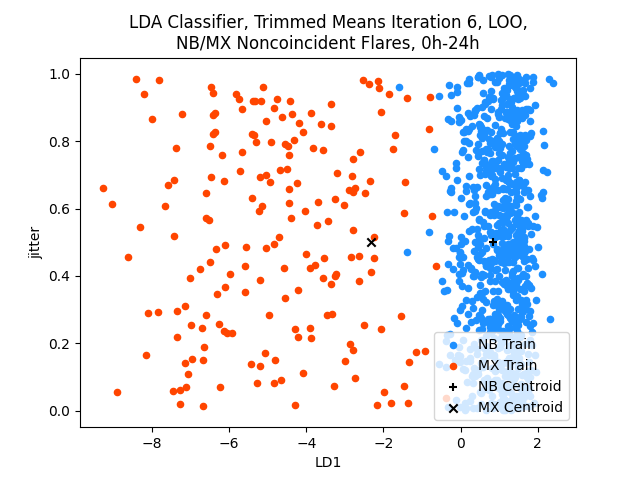 LDA Classifier, Trimmed Means Iteration 6, LOO,
NB/MX Noncoincident Flares, 0h-24h
1.0
0.8
0.6
0.4
0.2
0.0
jitter
NB Train
MX Train
NB Centroid
MX Centroid
−8 −6 −4 −2 0 2
LD1